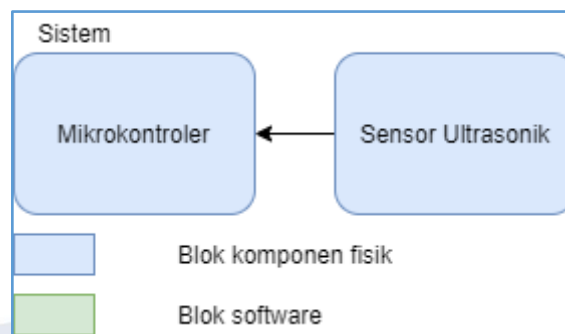 Sistem
Mikrokontroler
Sensor Ultrasonik
Blok komponen fisik
Blok software